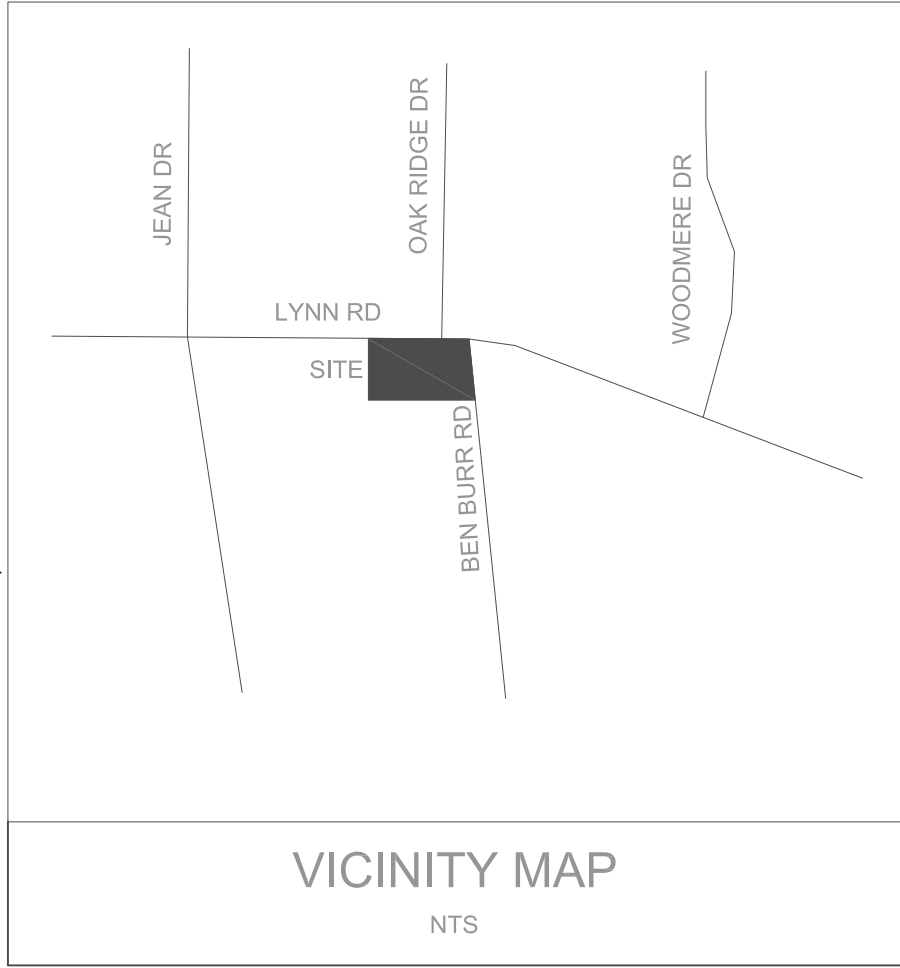 JEAN DR
OAK RIDGE DR
WOODMERE DR
LYNN RD
SITE
BEN BURR RD
VICINITY MAP
NTS